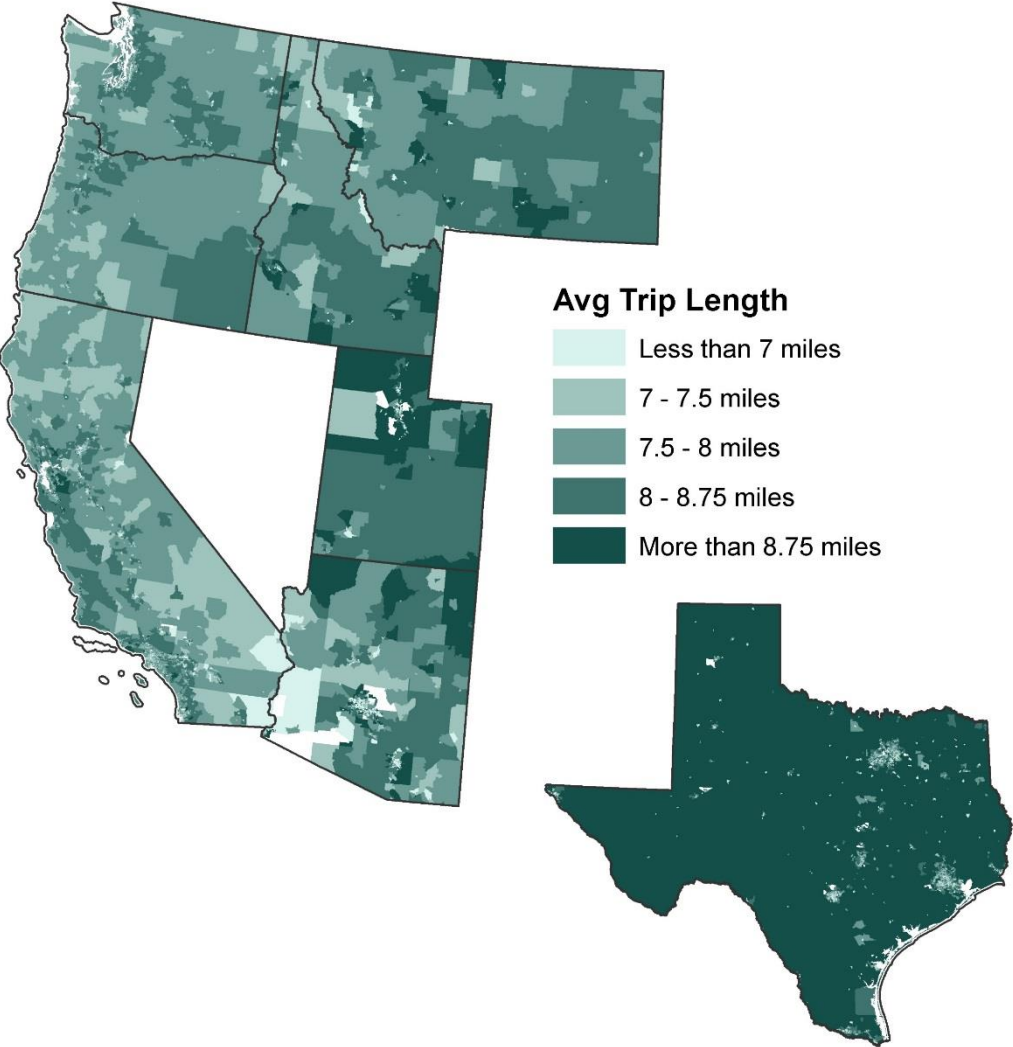 Avg Trip Length
Less than 7 miles
7 - 7.5 miles
7.5 - 8 miles
8 - 8.75 miles
More than 8.75 miles